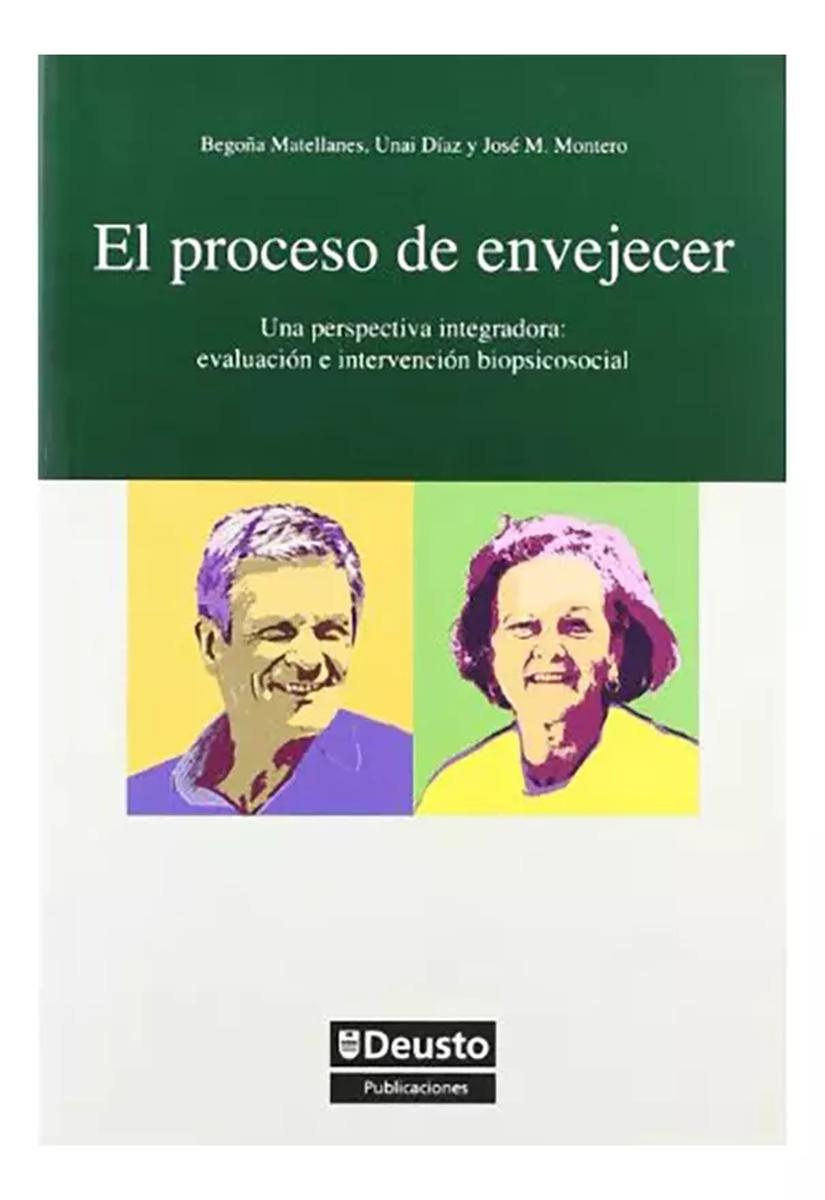 Begoña Matellanes, Unai Díaz y José M. Montero
El proceso de envejecer
Una perspectiva integradora:
evaluación e intervención biopsicosocial
Deusto
Publicaciones